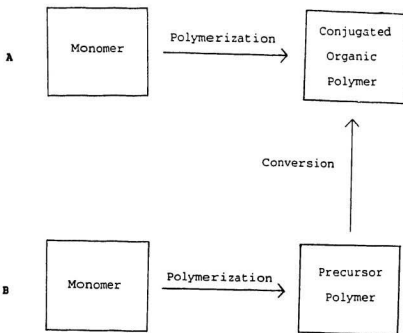 A
Monomer
Polymerization
Conjugated
Organic
Polymer
Conversion
B
Monomer
Polymerization
Precursor
Polymer